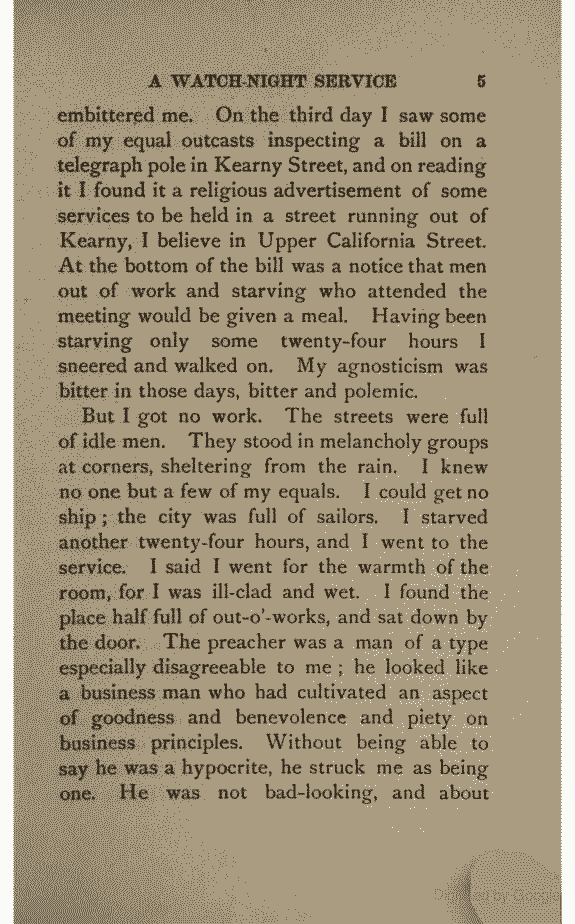 A WATCH-NIGHT SERVICE 5
embittered me. On the third day I saw some
of my equal outcasts inspecting a bill on a
telegraph pole in Kearny Street, and on reading
it I found it a religious advertisement of some
services to be held in a street running out of
Kearny, I believe in Upper California Street.
At the bottom of the bill was a notice that men
out of work and starving who attended the
meeting would be given a meal. Having been
starving only some twenty-four hours I
sneered and walked on. My agnosticism was
bitter in those days, bitter and polemic.
But I got no work. The streets were full
of idle men. They stood in melancholy groups
at corners, sheltering from the rain. I knew
no one but a few of my equals. I could get no
ship; the city was full of sailors. I starved
another twenty-four hours, and I went to the
service. I said I went for the warmth of the
room, for I was ill-clad and wet. I found the
place half full of out-o'-works, and sat down by
the door. The preacher was a man of a type
especially disagreeable to me; he looked like
a business man who had cultivated an aspect
of goodness and benevolence and piety on
business principles. Without being able to
say he was a hypocrite, he struck me as being
one. He was not bad-looking, and about
Digitized by Google